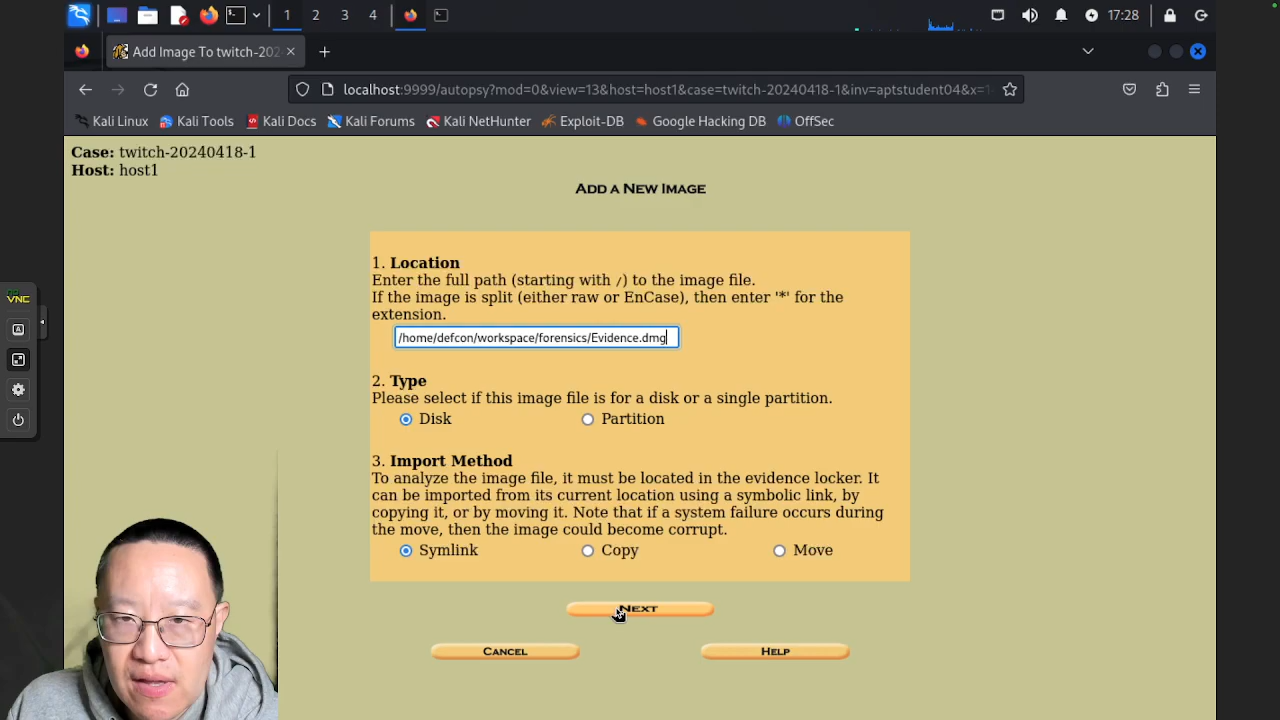 1
2
3
4
17:28
Add Image To twitch-202
localhost:9999/autopsy?mod=0&view=13&host=host1&case=twitch-20240418-1&inv=aptstudent04&x=1
Kali Linux
Kali Tools
Kali Docs
Kali Forums
Kali NetHunter
Exploit-DB
Google Hacking DB
OffSec
Case: twitch-20240418-1
Host: host1
ADD A NEW IMAGE
1. Location
Enter the full path (starting with /) to the image file.
If the image is split (either raw or EnCase), then enter '*' for the
extension.
/home/defcon/workspace/forensics/Evidence.dmg
2. Type
Please select if this image file is for a disk or a single partition.
Disk
Partition
3. Import Method
To analyze the image file, it must be located in the evidence locker. It
can be imported from its current location using a symbolic link, by
copying it, or by moving it. Note that if a system failure occurs during
the move, then the image could become corrupt.
Symlink
Copy
Move
NEXT
CANCEL
HELP
no
VNC
A